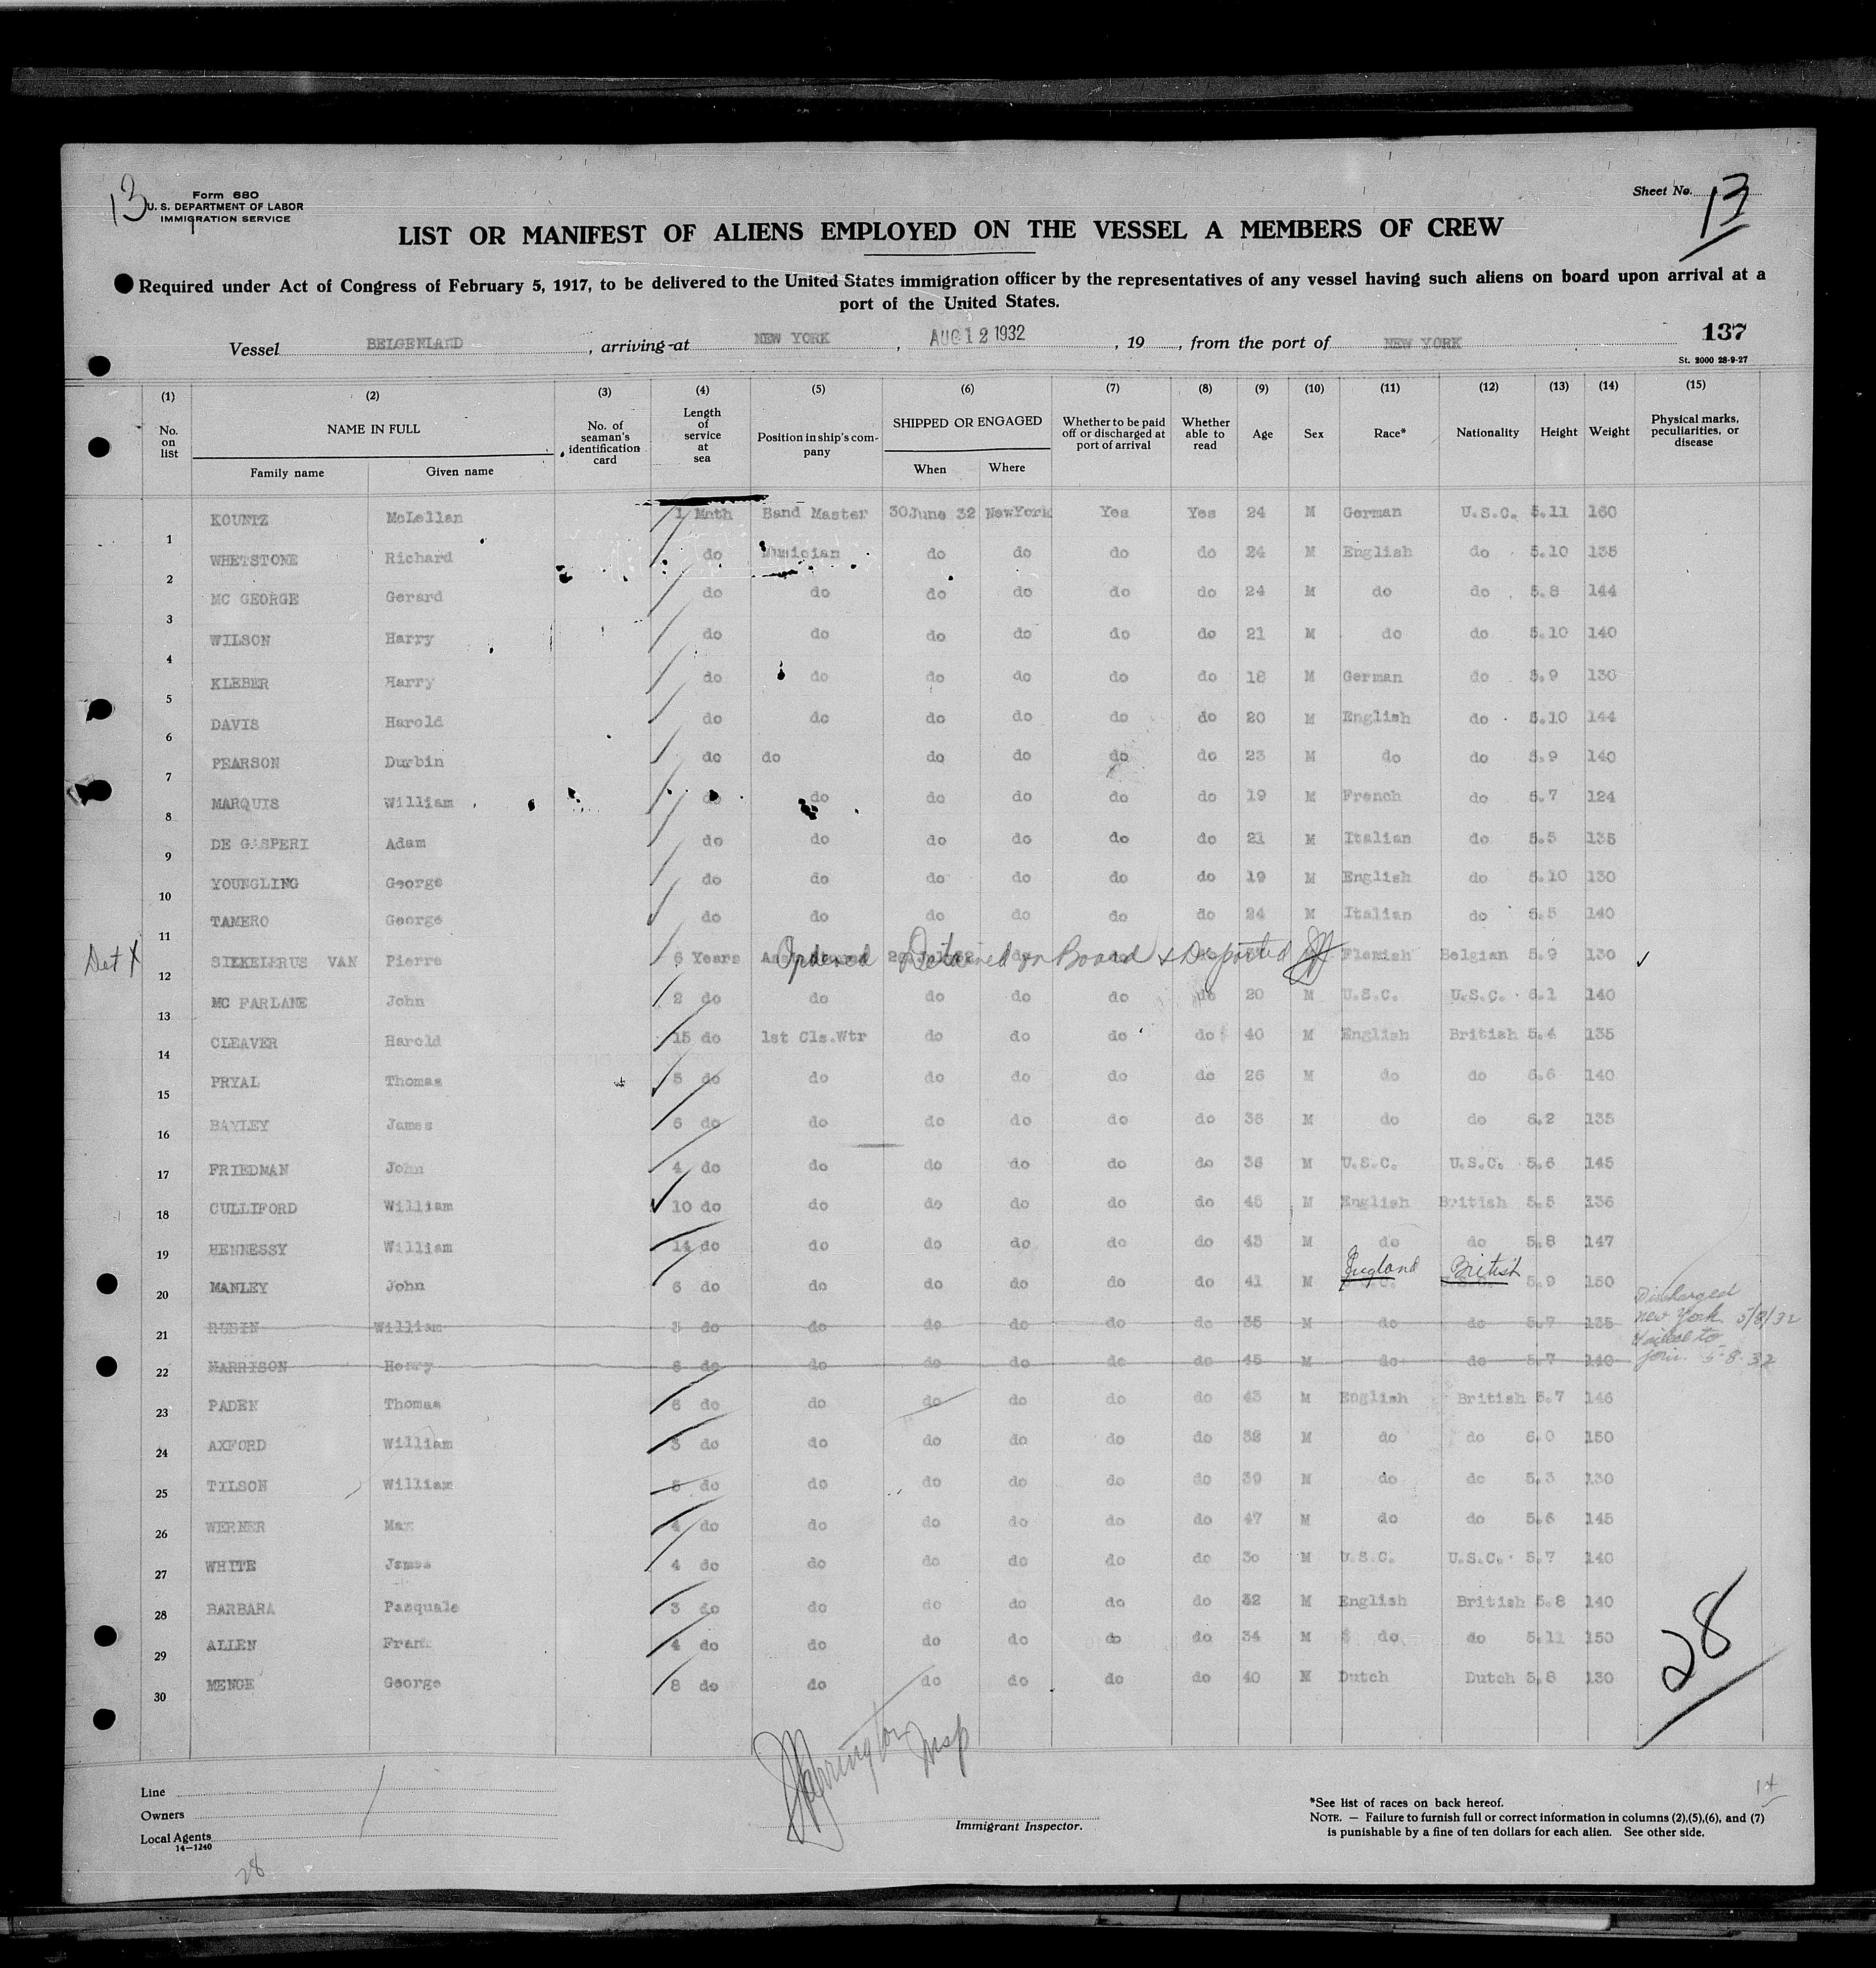 13
Form 680
U. S. DEPARTMENT OF LABOR
IMMIGRATION SERVICE
Sheet No. 13
LIST OR MANIFEST OF ALIENS EMPLOYED ON THE VESSEL A MEMBERS OF CREW
Required under Act of Congress of February 5, 1917, to be delivered to the United States immigration officer by the representatives of any vessel having such aliens on board upon arrival at a
port of the United States.
Vessel BELGENLAND, arriving at NEW YORK, AUG 12 1932, 19, from the port of NEW YORK
137
St. 2000 28-9-27
(1) (2) (3) (4) (5) (6) (7) (8) (9) (10) (11) (12) (13) (14) (15)
No. on list NAME IN FULL Family name Given name No. of seaman's identification card Length of service at sea Position in ship's company SHIPPED OR ENGAGED When Where Whether to be paid off or discharged at port of arrival Whether able to read Age Sex Race* Nationality Height Weight Physical marks, peculiarities, or disease
1 KOUNTZ McLellan 1 Mnth Band Master 30 June 32 NewYork Yes Yes 24 M German U.S.C. 5.11 160
2 WHETSTONE Richard do Musician do do do do 24 M English do 5.10 135
3 MC GEORGE Gerard do do do do do do 24 M do do 5.8 144
4 WILSON Harry do do do do do do 21 M do do 5.10 140
5 KLEBER Harry do do do do do do 18 M German do 5.9 130
6 DAVIS Harold do do do do do do 20 M English do 5.10 144
7 PEARSON Durbin do do do do do do 23 M do do 5.9 140
8 MARQUIS William do do do do do do 19 M French do 5.7 124
9 DE GASPERI Adam do do do do do do 21 M Italian do 5.5 135
10 YOUNGLING George do do do do do do 19 M English do 5.10 130
11 TAMERO George do do do do do do 24 M Italian do 5.5 140
Det X 12 VAN Pierre 6 Years Ordered Detained on Board & Deported Flemish Belgian 5.9 130 ✓
13 MC FARLANE John 2 do do do do do do 20 M U.S.C. U.S.C. 6.1 140
14 CLEAVER Harold 15 do 1st Cls.Wtr do do do do 40 M English British 5.4 135
15 PRYAL Thomas 5 do do do do do do 26 M do do 5.6 140
16 BAYLEY James 6 do do do do do do 36 M do do 5.2 135
17 FRIEDMAN John 4 do do do do do do 36 M U.S.C. U.S.C. 5.6 145
18 CULLIFORD William 10 do do do do do do 45 M English British 5.5 136
19 HENNESSY William 14 do do do do do do 43 M do do 5.8 147
20 MANLEY John 6 do do do do do do 41 M England British 5.9 150
21 RUBIN William 3 do do do do do do 35 M do do 5.7 135 Discharged New York 5/8/32
22 MARRISON Henry 6 do do do do do do 45 M do do 5.7 140 Failed to join. 5-8-32
23 PADEN Thomas 6 do do do do do do 43 M English British 5.7 146
24 AXFORD William 3 do do do do do do 32 M do do 6.0 150
25 TILSON William 5 do do do do do do 39 M do do 5.3 130
26 WERNER Max 4 do do do do do do 47 M do do 5.6 145
27 WHITE James 4 do do do do do do 30 M U.S.C. U.S.C. 5.7 140
28 BARBARA Pasquale 3 do do do do do do 32 M English British 5.8 140
29 ALLEN Frank 4 do do do do do do 34 M do do 5.11 150
30 MENGE George 8 do do do do do do 40 M Dutch Dutch 5.8 130
28
Line
Owners
Local Agents
14—1240
28
Insp
Immigrant Inspector.
14
*See list of races on back hereof.
NOTE. — Failure to furnish full or correct information in columns (2),(5),(6), and (7)
is punishable by a fine of ten dollars for each alien. See other side.